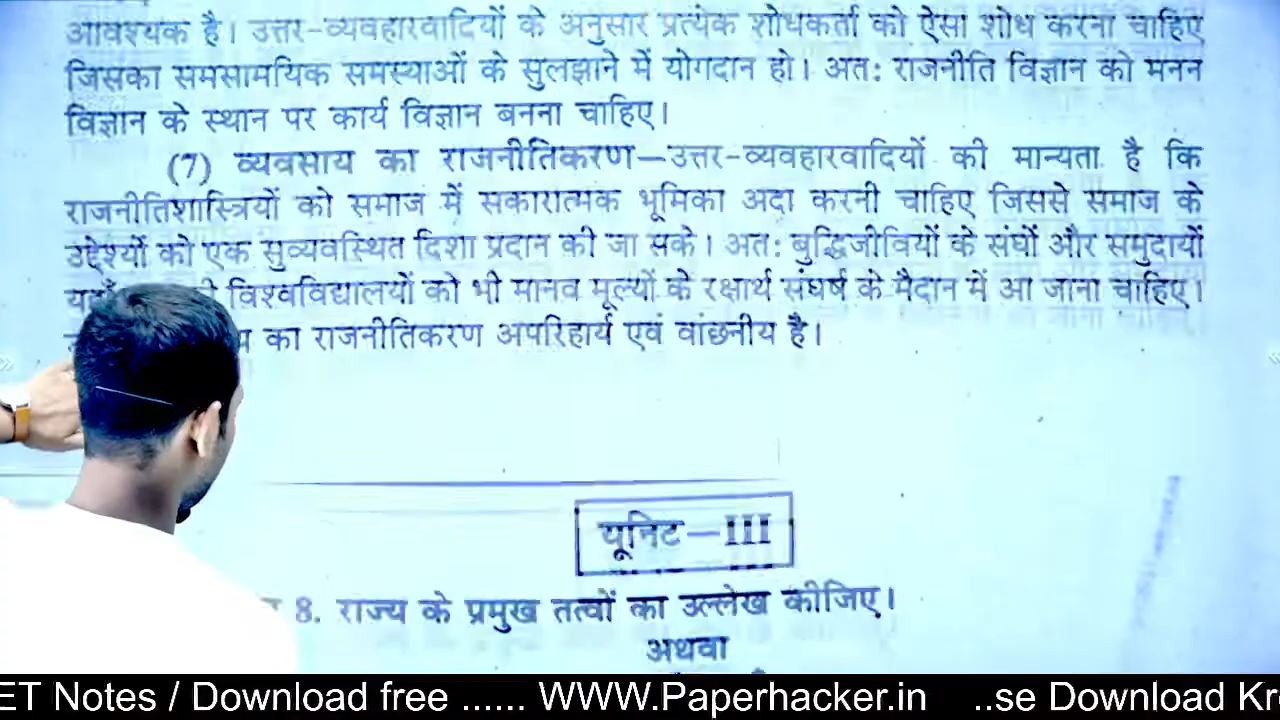 आवश्यक है। उत्तर-व्यवहारवादियों के अनुसार प्रत्येक शोधकर्ता को ऐसा शोध करना चाहिए
जिसका समसामयिक समस्याओं के सुलझाने में योगदान हो। अतः राजनीति विज्ञान को मनन
विज्ञान के स्थान पर कार्य विज्ञान बनना चाहिए।
(7) व्यवसाय का राजनीतिकरण—उत्तर-व्यवहारवादियों की मान्यता है कि
राजनीतिशास्त्रियों को समाज में सकारात्मक भूमिका अदा करनी चाहिए जिससे समाज के
उद्देश्यों को एक सुव्यवस्थित दिशा प्रदान की जा सके। अतः बुद्धिजीवियों के संघों और समुदायों
विश्वविद्यालयों को भी मानव मूल्यों के रक्षार्थ संघर्ष के मैदान में आ जाना चाहिए।
का राजनीतिकरण अपरिहार्य एवं वांछनीय है।
यूनिट—III
8. राज्य के प्रमुख तत्वों का उल्लेख कीजिए।
अथवा
ET Notes / Download free ...... WWW.Paperhacker.in ..se Download Kr